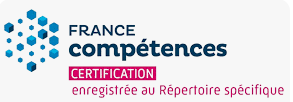 FRANCE
compétences
CERTIFICATION
enregistrée au Répertoire spécifique